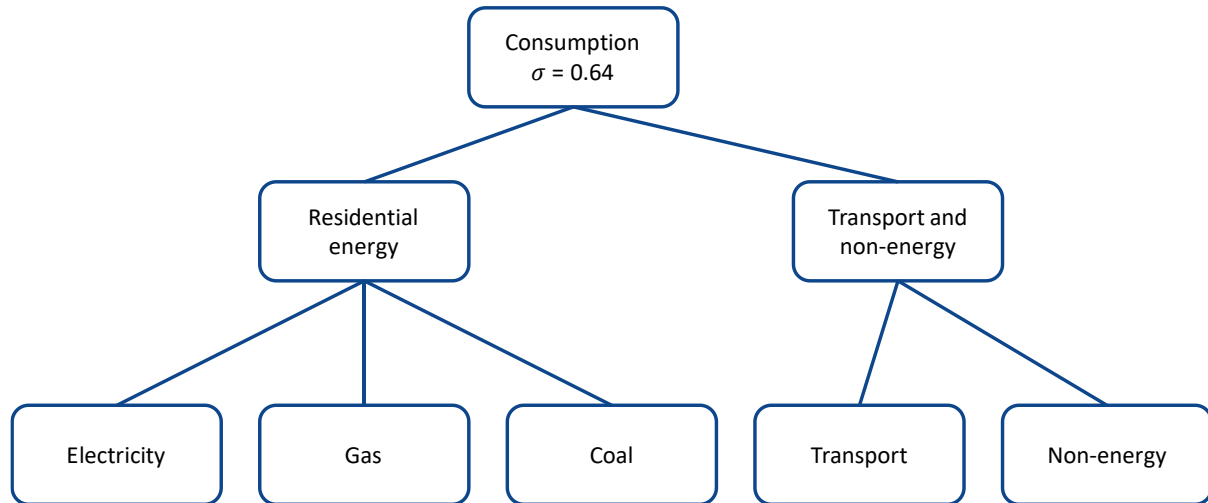 Consumption
𝜎 = 0.64
Residential
energy
Transport and
non-energy
Electricity
Gas
Coal
Transport
Non-energy